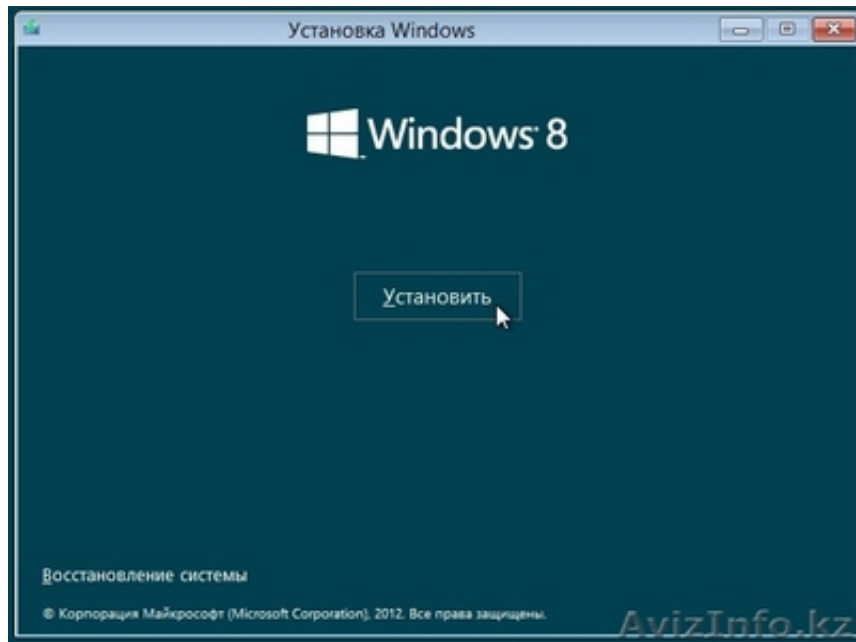 Установка Windows
Windows 8
Установить
Восстановление системы
© Корпорация Майкрософт (Microsoft Corporation), 2012. Все права защищены.
AvizInfo.kz